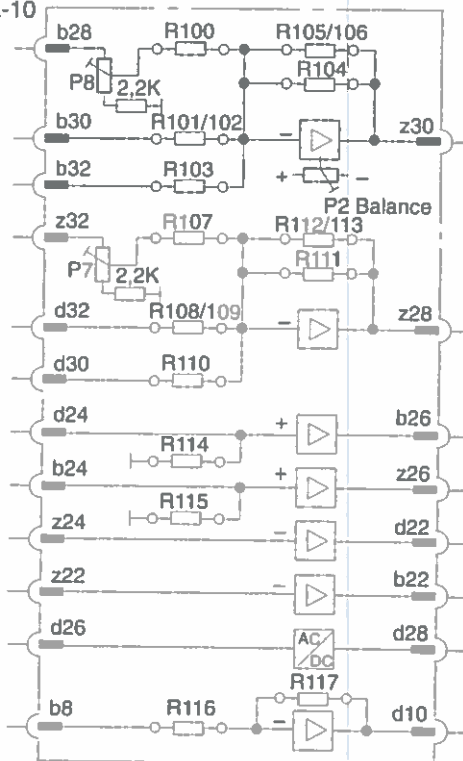 -10
b28 R100 R105/106
P8 2,2K R104
b30 R101/102 - z30
b32 R103 + -
P2 Balance
z32 R107 R112/113
P7 2,2K R111
d32 R108/109 - z28
d30 R110
d24 + b26
R114
b24 + z26
R115
z24 - d22
z22 - b22
d26 AC d28
DC
R117
b8 R116 - d10